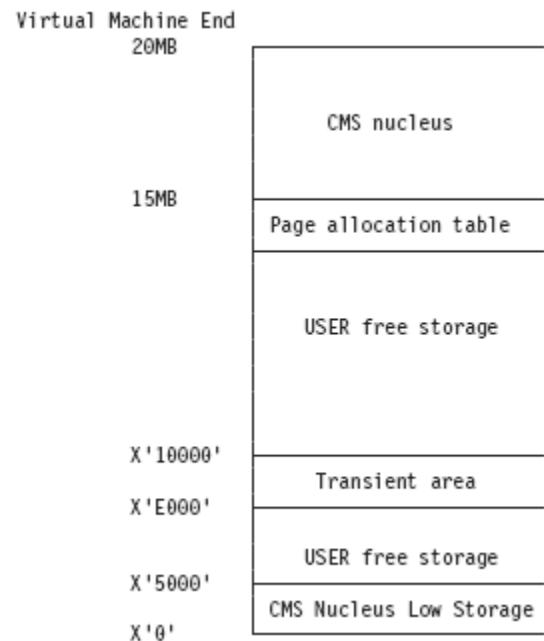 Virtual Machine End
20MB
CMS nucleus
15MB
Page allocation table
USER free storage
X'10000'
Transient area
X'E000'
USER free storage
X'5000'
CMS Nucleus Low Storage
X'0'